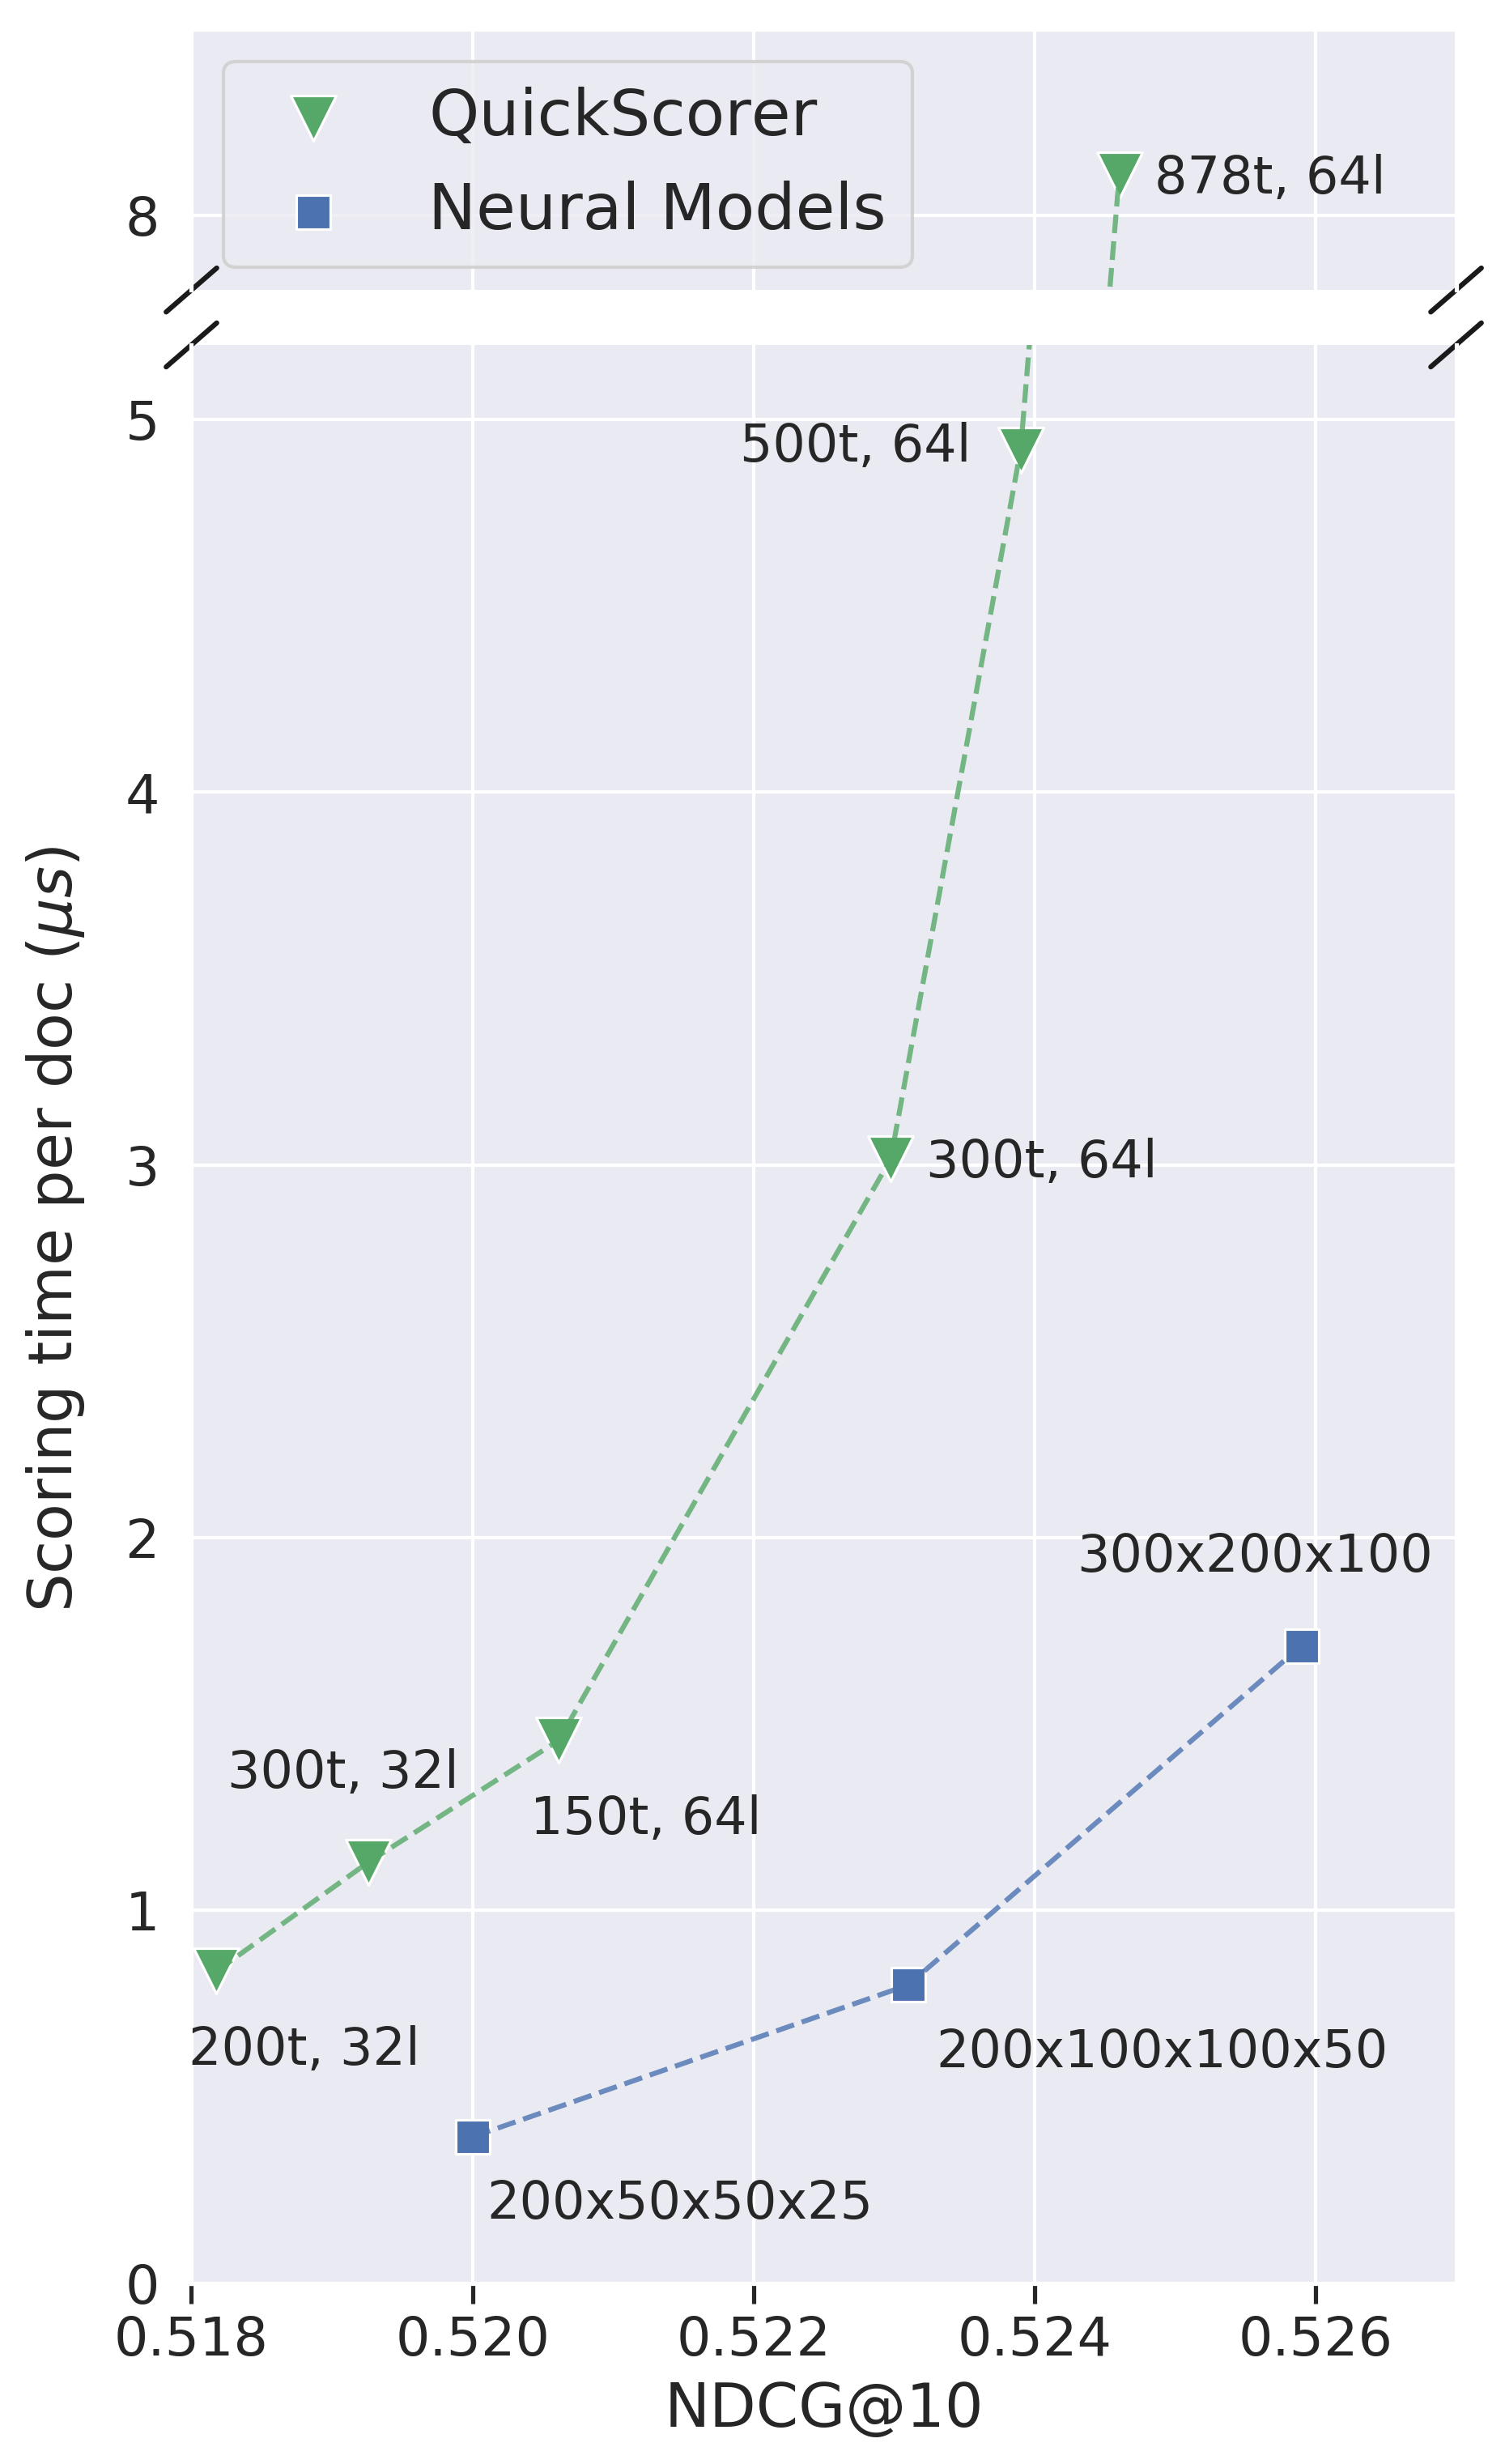 QuickScorer
Neural Models
878t, 64l
8
5
500t, 64l
4
3
300t, 64l
2
300x200x100
300t, 32l
150t, 64l
1
200t, 32l
200x100x100x50
200x50x50x25
0
0.518 0.520 0.522 0.524 0.526
NDCG@10
Scoring time per doc (μs)